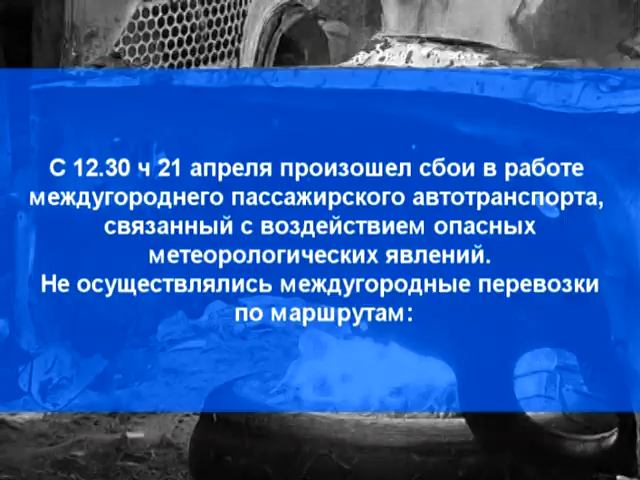 С 12.30 ч 21 апреля произошел сбои в работе
междугороднего пассажирского автотранспорта,
связанный с воздействием опасных
метеорологических явлений.
Не осуществлялись междугородные перевозки
по маршрутам: